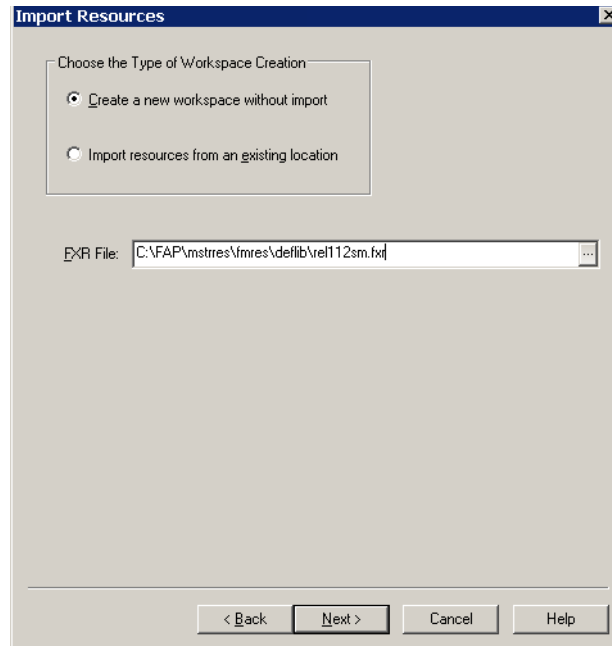 Import Resources
Choose the Type of Workspace Creation
Create a new workspace without import
Import resources from an existing location
FXR File: C:\FAP\mstrres\fmres\deflib\rel112sm.fxr ...
< Back Next > Cancel Help